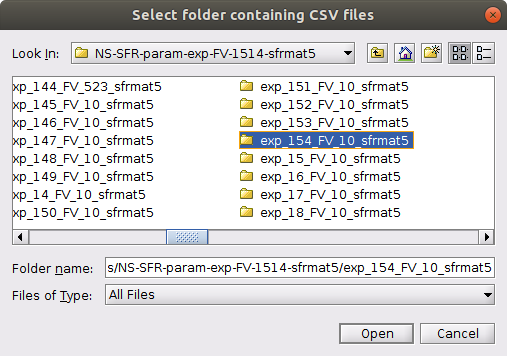 Select folder containing CSV files
Look In: NS-SFR-param-exp-FV-1514-sfrmat5
xp_144_FV_523_sfrmat5
xp_145_FV_10_sfrmat5
xp_146_FV_10_sfrmat5
xp_147_FV_10_sfrmat5
xp_148_FV_10_sfrmat5
xp_149_FV_10_sfrmat5
xp_14_FV_10_sfrmat5
xp_150_FV_10_sfrmat5
exp_151_FV_10_sfrmat5
exp_152_FV_10_sfrmat5
exp_153_FV_10_sfrmat5
exp_154_FV_10_sfrmat5
exp_15_FV_10_sfrmat5
exp_16_FV_10_sfrmat5
exp_17_FV_10_sfrmat5
exp_18_FV_10_sfrmat5
Folder name: s/NS-SFR-param-exp-FV-1514-sfrmat5/exp_154_FV_10_sfrmat5
Files of Type: All Files
Open Cancel